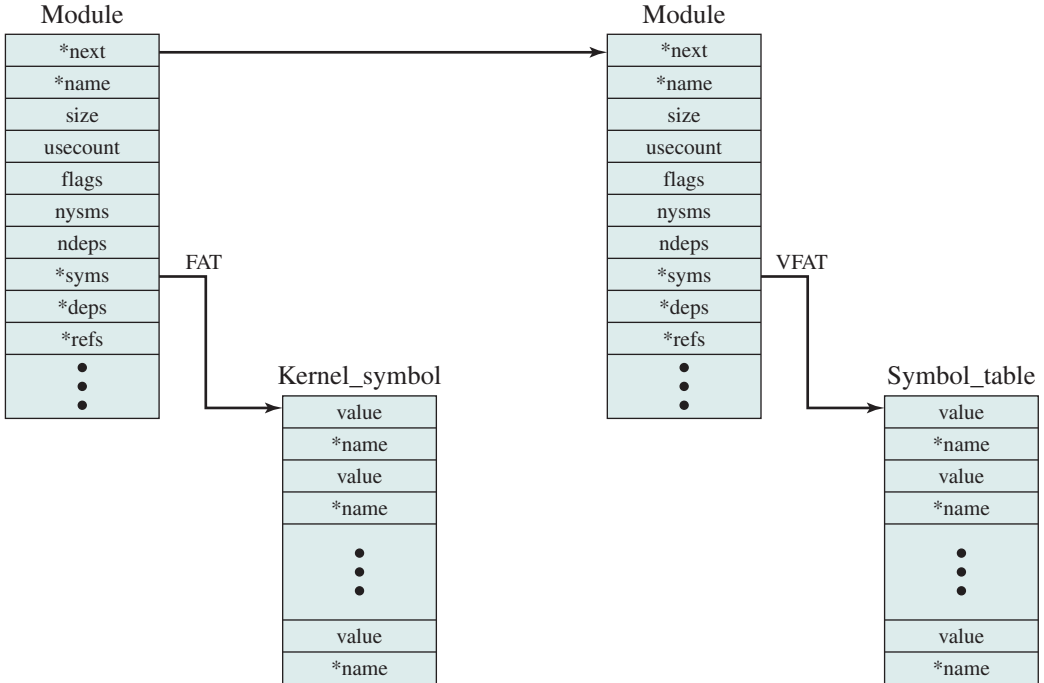 Module
*next
*name
size
usecount
flags
nysms
ndeps
*syms
*deps
*refs
FAT
Kernel_symbol
value
*name
value
*name
value
*name
Module
*next
*name
size
usecount
flags
nysms
ndeps
*syms
*deps
*refs
VFAT
Symbol_table
value
*name
value
*name
value
*name